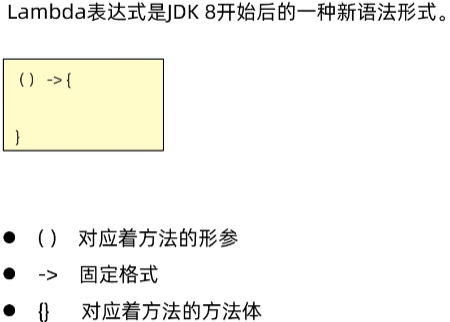 Lambda表达式是JDK 8开始后的一种新语法形式。
() ->{
}
● () 对应着方法的形参
● -> 固定格式
● {} 对应着方法的方法体